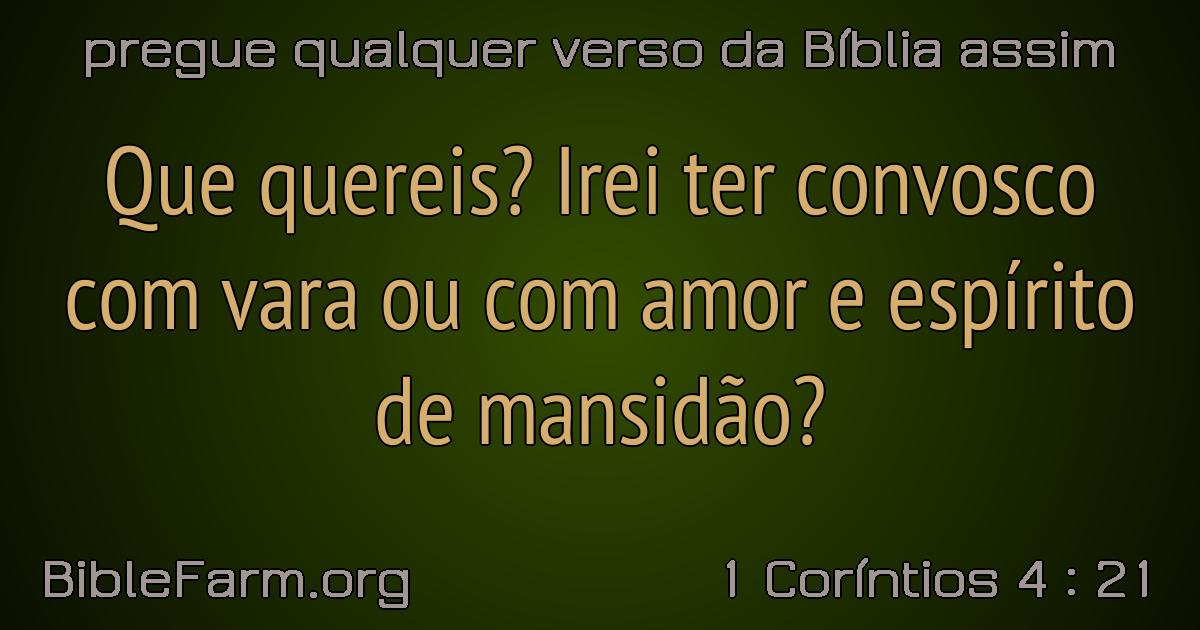 pregue qualquer verso da Bíblia assim
Que quereis? Irei ter convosco
com vara ou com amor e espírito
de mansidão?
BibleFarm.org
1 Coríntios 4 : 21